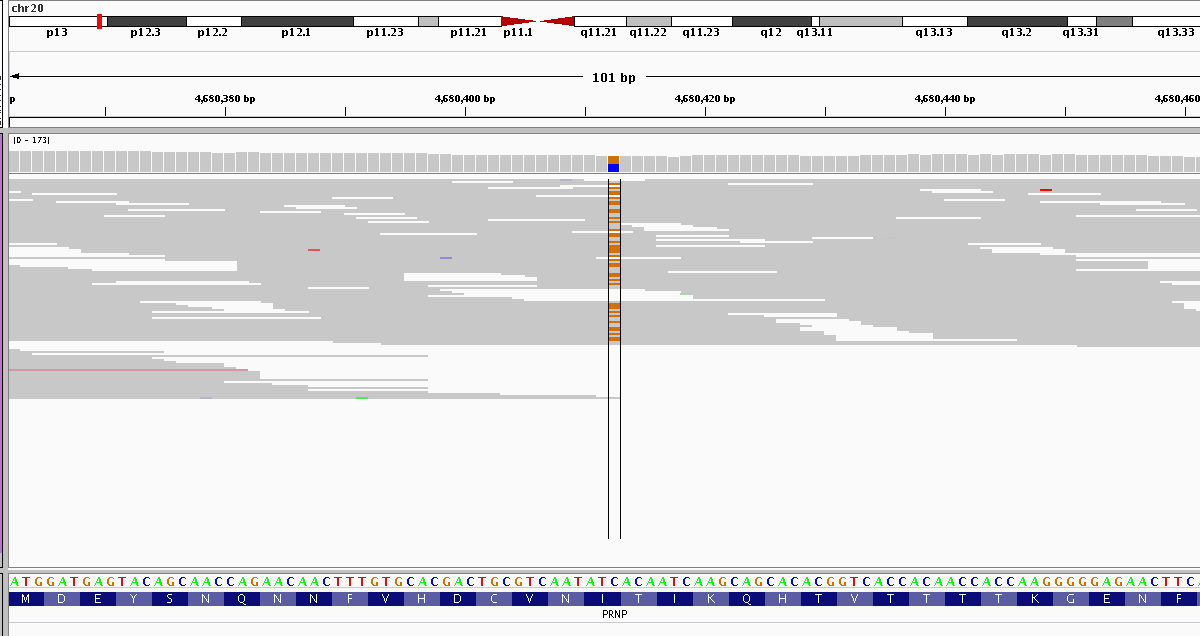 chr20
p13 p12.3 p12.2 p12.1 p11.23 p11.21 p11.1 q11.21 q11.22 q11.23 q12 q13.11 q13.13 q13.2 q13.31 q13.33
101 bp
p 4,680,380 bp 4,680,400 bp 4,680,420 bp 4,680,440 bp 4,680,460
[0 - 173]
ATGGATGAGTACAGCAACCAGAACAACTTTGTGCACGACTGCGTCAATATCACAATCAAGCAGCACACGGTCACCACAACCACCAAGGGGGAGAACTTC
M D E Y S N Q N N F V H D C V N I T I K Q H T V T T T T K G E N F
PRNP